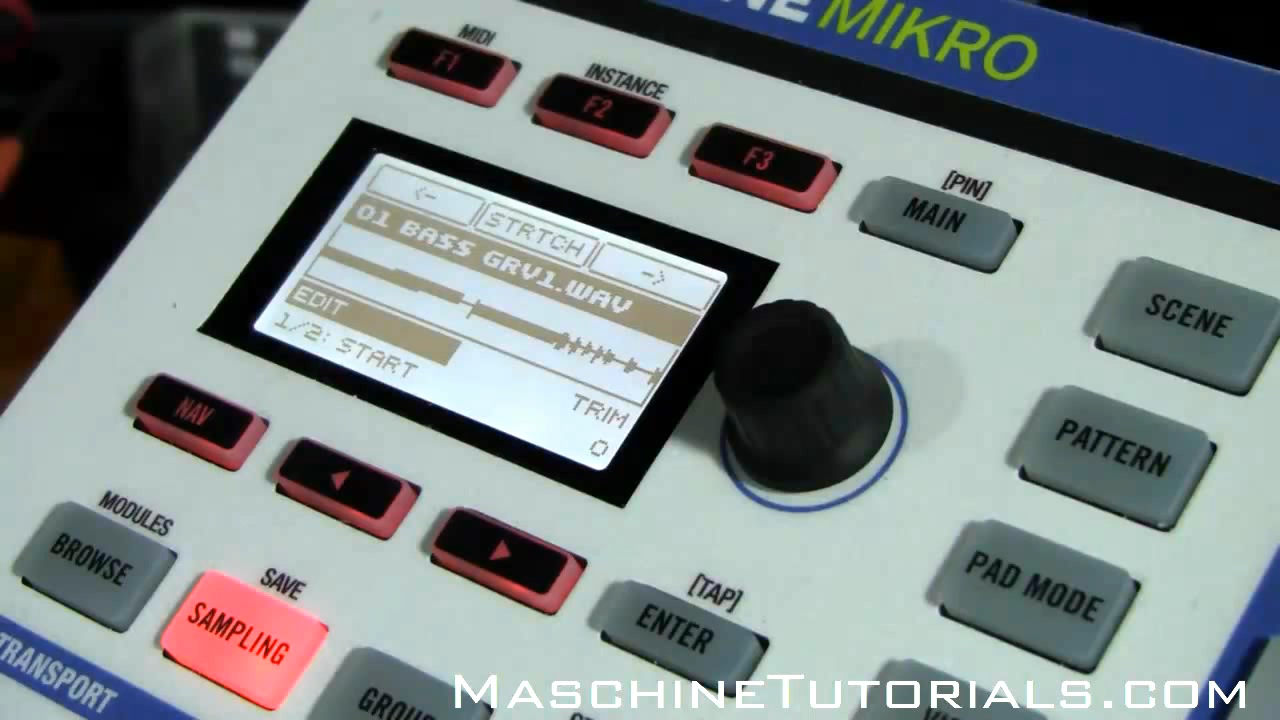 MIKRO
MIDI
F1
INSTANCE
F2
F3
[PIN]
MAIN
<-
STRTCH
->
01 BASS GRV1.WAV
EDIT
1/2: START
TRIM
0
SCENE
PATTERN
PAD MODE
NAV
MODULES
BROWSE
SAVE
SAMPLING
[TAP]
ENTER
TRANSPORT
MASCHINETUTORIALS.COM